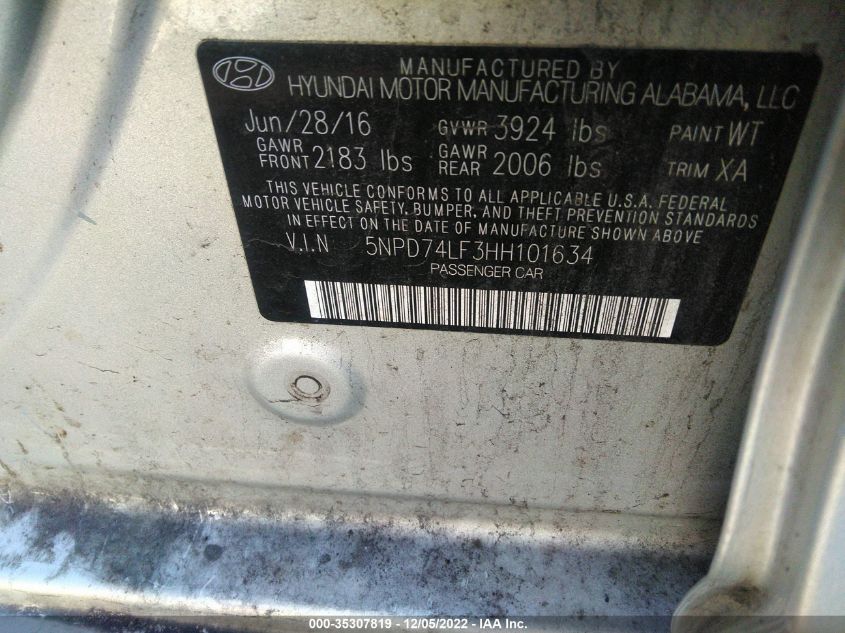 MANUFACTURED BY
HYUNDAI MOTOR MANUFACTURING ALABAMA, LLC
Jun/28/16 GVWR 3924 lbs PAINT WT
GAWR FRONT 2183 lbs GAWR REAR 2006 lbs TRIM XA
THIS VEHICLE CONFORMS TO ALL APPLICABLE U.S.A. FEDERAL
MOTOR VEHICLE SAFETY, BUMPER, AND THEFT PREVENTION STANDARDS
IN EFFECT ON THE DATE OF MANUFACTURE SHOWN ABOVE.
V.I.N 5NPD74LF3HH101634
PASSENGER CAR
000-35307819 - 12/05/2022 - IAA Inc.